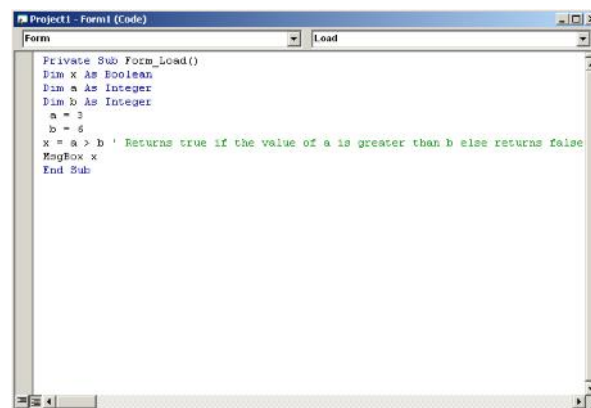 Project1 - Form1 (Code)
Form Load
Private Sub Form_Load()
Dim x As Boolean
Dim a As Integer
Dim b As Integer
a = 3
b = 6
x = a > b ' Returns true if the value of a is greater than b else returns false
MsgBox x
End Sub